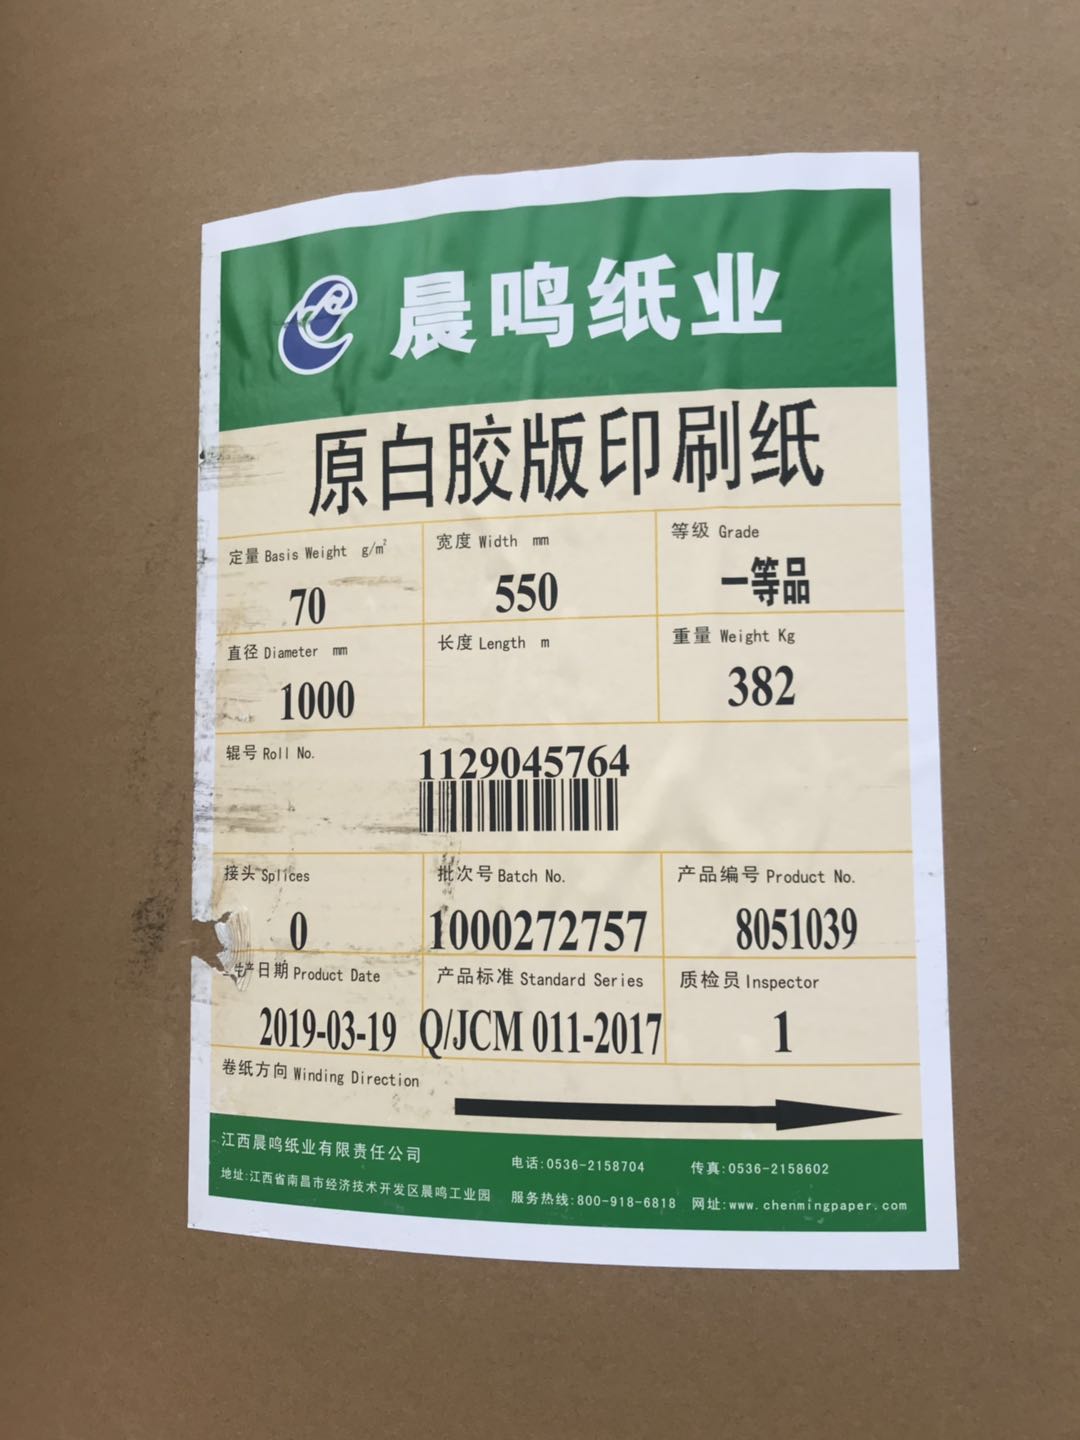 晨鸣纸业
原白胶版印刷纸
定量 Basis Weight g/m²
宽度 Width mm
等级 Grade
70
550
一等品
直径 Diameter mm
长度 Length m
重量 Weight Kg
1000
382
辊号 Roll No.
1129045764
接头 Splices
批次号 Batch No.
产品编号 Product No.
0
1000272757
8051039
生产日期 Product Date
产品标准 Standard Series
质检员 Inspector
2019-03-19
Q/JCM 011-2017
1
卷纸方向 Winding Direction
江西晨鸣纸业有限责任公司
电话:0536-2158704
传真:0536-2158602
地址:江西省南昌市经济技术开发区晨鸣工业园
服务热线:800-918-6818
网址:www.chenmingpaper.com